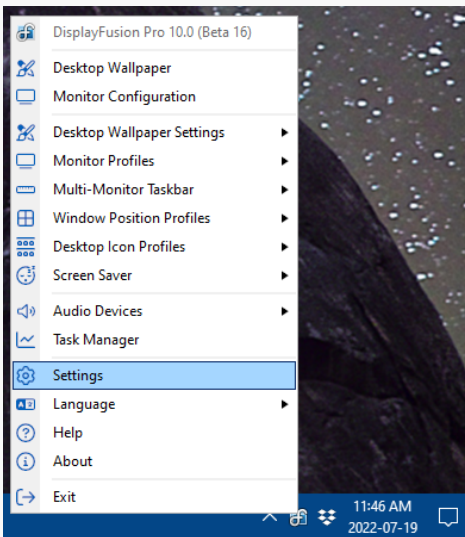 DisplayFusion Pro 10.0 (Beta 16)
Desktop Wallpaper
Monitor Configuration
Desktop Wallpaper Settings
Monitor Profiles
Multi-Monitor Taskbar
Window Position Profiles
Desktop Icon Profiles
Screen Saver
Audio Devices
Task Manager
Settings
Language
Help
About
Exit
11:46 AM
2022-07-19